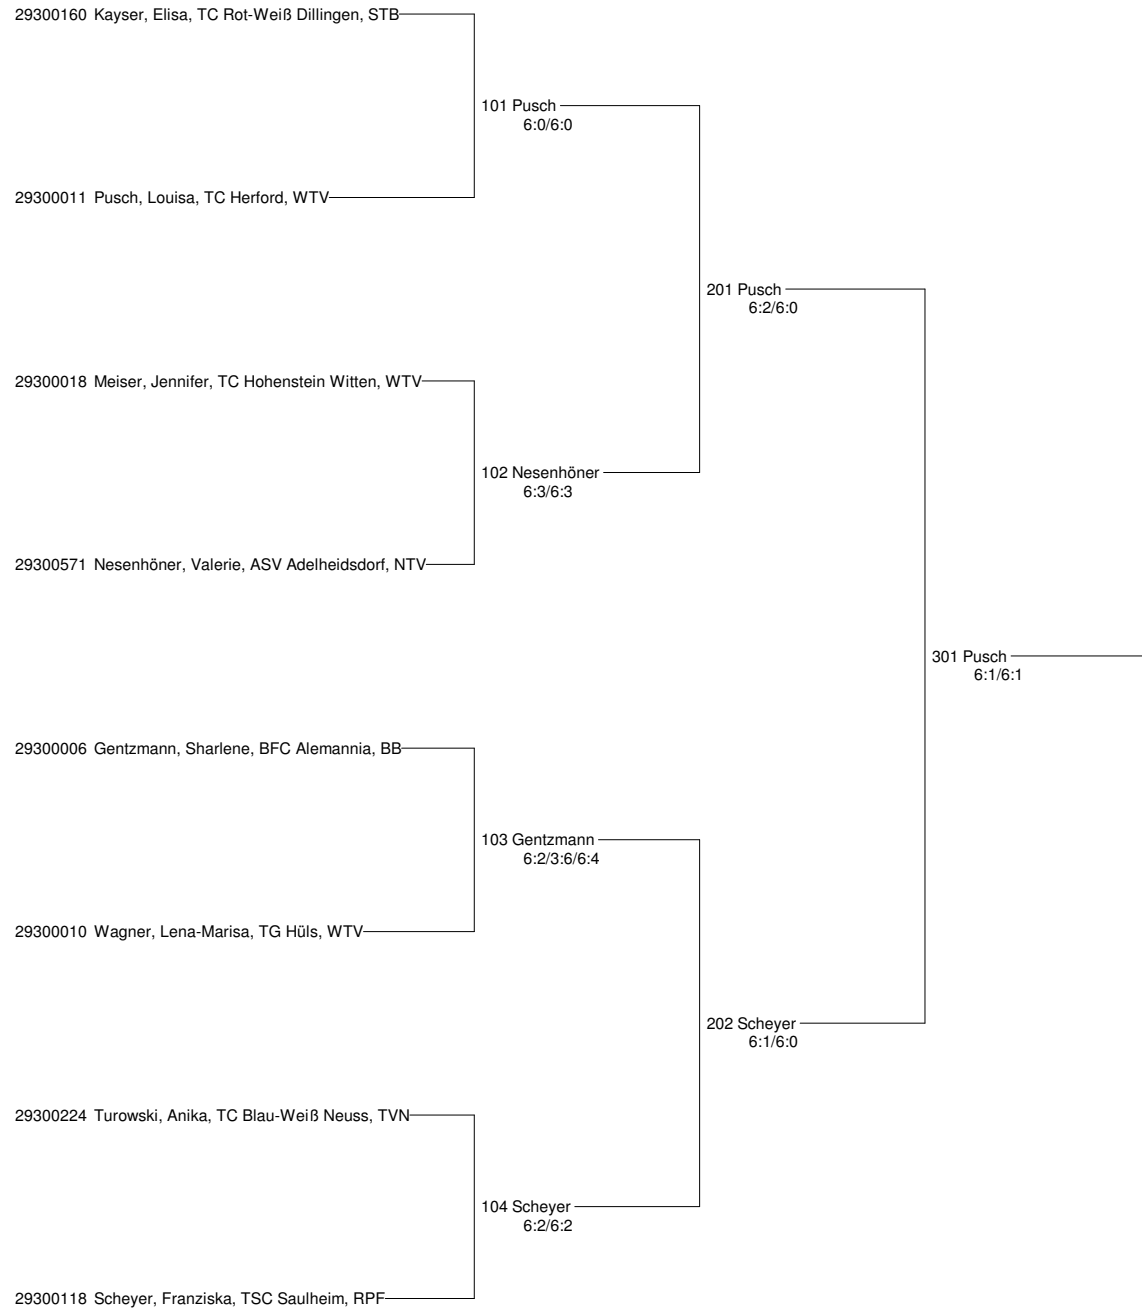 29300160 Kayser, Elisa, TC Rot-Weiß Dillingen, STB
101 Pusch
6:0/6:0
29300011 Pusch, Louisa, TC Herford, WTV
201 Pusch
6:2/6:0
29300018 Meiser, Jennifer, TC Hohenstein Witten, WTV
102 Nesenhöner
6:3/6:3
29300571 Nesenhöner, Valerie, ASV Adelheidsdorf, NTV
301 Pusch
6:1/6:1
29300006 Gentzmann, Sharlene, BFC Alemannia, BB
103 Gentzmann
6:2/3:6/6:4
29300010 Wagner, Lena-Marisa, TG Hüls, WTV
202 Scheyer
6:1/6:0
29300224 Turowski, Anika, TC Blau-Weiß Neuss, TVN
104 Scheyer
6:2/6:2
29300118 Scheyer, Franziska, TSC Saulheim, RPF